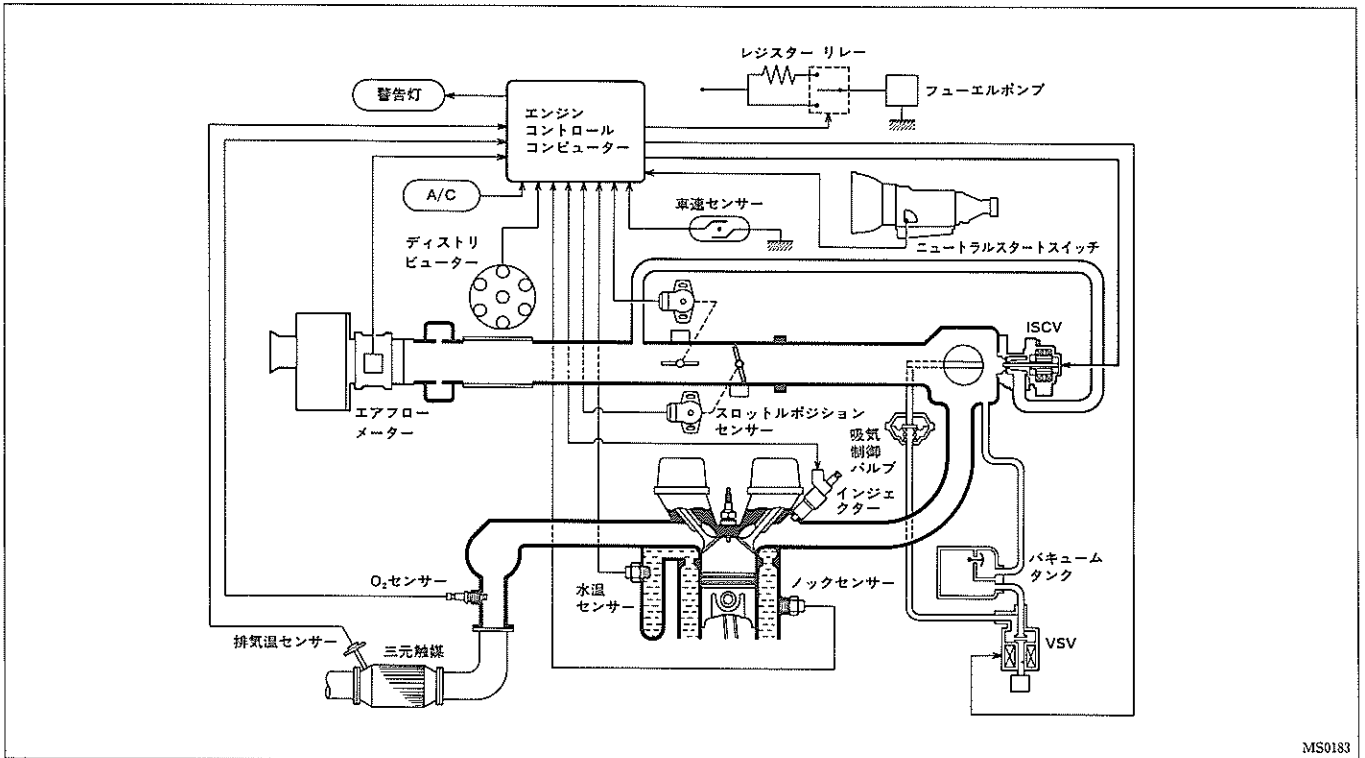 レジスター リレー
フューエルポンプ
警告灯
エンジン
コントロール
コンピューター
A/C
車速センサー
ニュートラルスタートスイッチ
ディストリ
ビューター
ISCV
エアフロー
メーター
スロットルポジション
センサー
吸気
制御
バルブ
インジェ
クター
バキューム
タンク
O₂センサー
水温
センサー
ノックセンサー
排気温センサー
三元触媒
VSV
MS0183